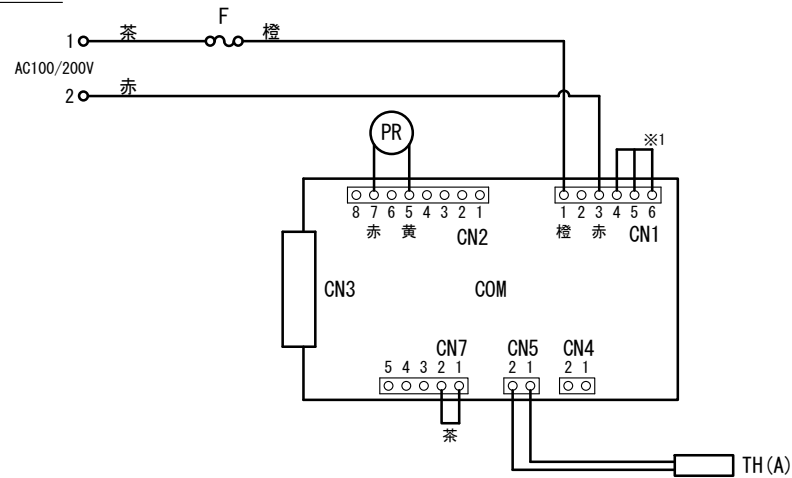 F
1 茶 橙
AC100/200V
2 赤
PR
※1
8 7 6 5 4 3 2 1
1 2 3 4 5 6
赤 黄
CN2
橙 赤 CN1
CN3
COM
CN7 CN5 CN4
5 4 3 2 1
2 1
2 1
茶
TH(A)